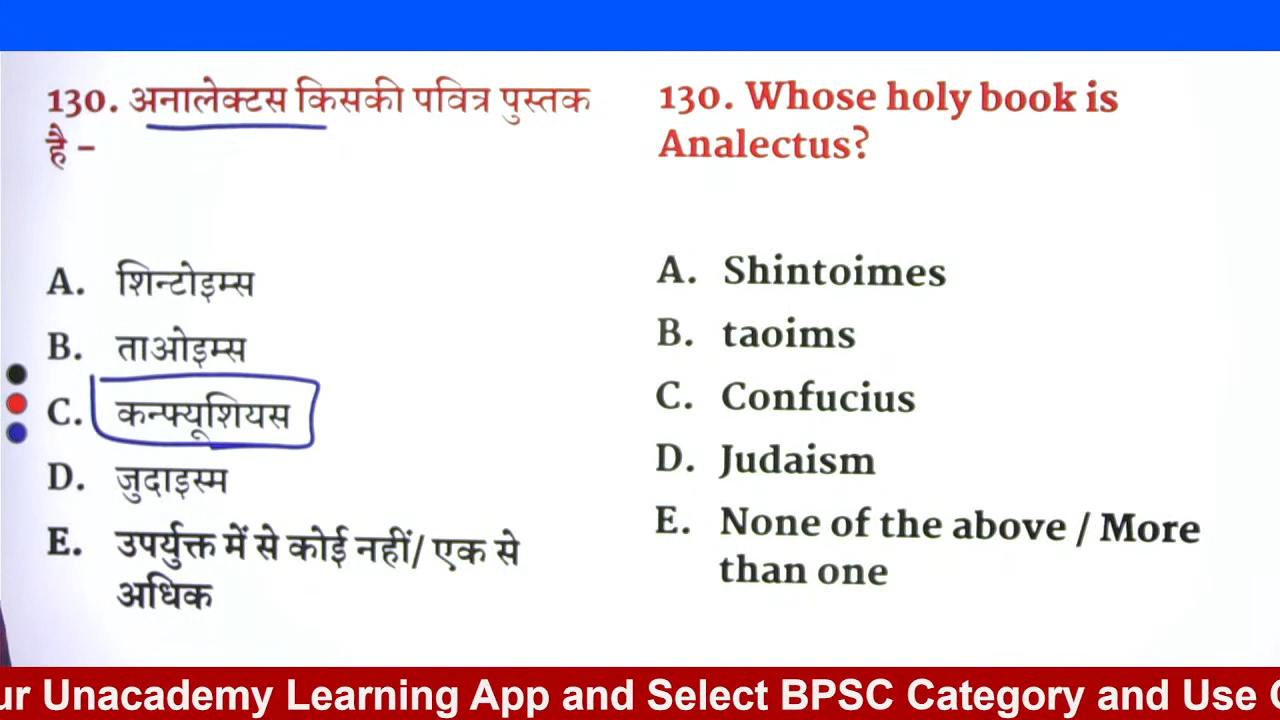 130. अनालेक्टस किसकी पवित्र पुस्तक
है –
A. शिन्टोइम्स
B. ताओइम्स
C. कन्फ्यूशियस
D. जुदाइस्म
E. उपर्युक्त में से कोई नहीं/ एक से
अधिक
130. Whose holy book is
Analectus?
A. Shintoimes
B. taoims
C. Confucius
D. Judaism
E. None of the above / More
than one
ur Unacademy Learning App and Select BPSC Category and Use